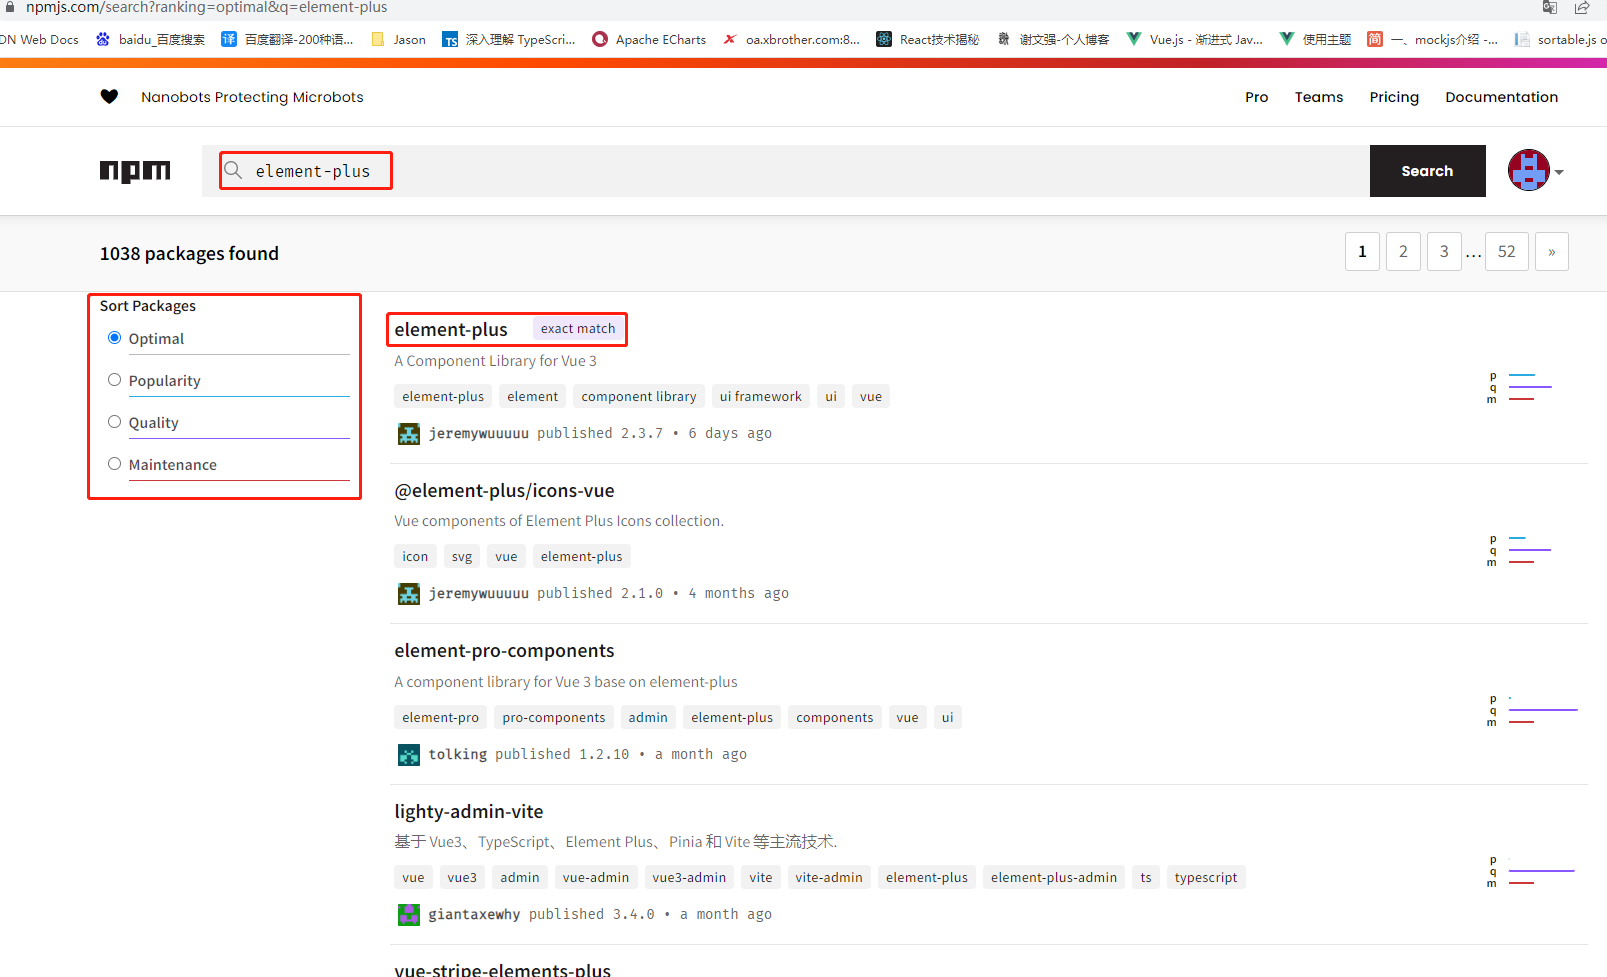 npmjs.com/search?ranking=optimal&q=element-plus
DN Web Docs baidu_百度搜索 译 百度翻译-200种语... Jason TS 深入理解 TypeScri... Apache ECharts oa.xbrother.com:8... React技术揭秘 谢文强-个人博客 Vue.js - 渐进式 Jav... 使用主题 简 一、mockjs介绍 -... sortable.js o
Nanobots Protecting Microbots Pro Teams Pricing Documentation
npm element-plus Search
1038 packages found 1 2 3 ... 52 »
Sort Packages
Optimal
Popularity
Quality
Maintenance
element-plus exact match
A Component Library for Vue 3
element-plus element component library ui framework ui vue
jeremywuuuuu published 2.3.7 • 6 days ago
p
q
m
@element-plus/icons-vue
Vue components of Element Plus Icons collection.
icon svg vue element-plus
jeremywuuuuu published 2.1.0 • 4 months ago
p
q
m
element-pro-components
A component library for Vue 3 base on element-plus
element-pro pro-components admin element-plus components vue ui
tolking published 1.2.10 • a month ago
p
q
m
lighty-admin-vite
基于 Vue3、TypeScript、Element Plus、Pinia 和 Vite 等主流技术.
vue vue3 admin vue-admin vue3-admin vite vite-admin element-plus element-plus-admin ts typescript
giantaxewhy published 3.4.0 • a month ago
p
q
m
vue-stripe-elements-plus